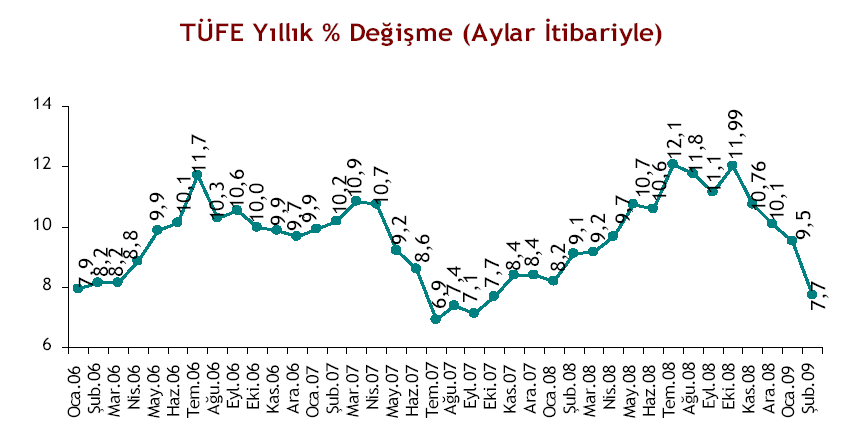 TÜFE Yıllık % Değişme (Aylar İtibariyle)
14
12
10
8
6
7,9
8,2
8,2
8,8
9,9
10,1
11,7
10,3
10,6
10,0
9,9
9,7
9,9
10,2
10,9
10,7
9,2
8,6
6,9
7,4
7,1
7,7
8,4
8,4
8,2
9,1
9,2
9,7
10,7
10,6
12,1
11,8
11,1
11,99
10,76
10,1
9,5
7,7
Oca.06
Şub.06
Mar.06
Nis.06
May.06
Haz.06
Tem.06
Ağu.06
Eyl.06
Eki.06
Kas.06
Ara.06
Oca.07
Şub.07
Mar.07
Nis.07
May.07
Haz.07
Tem.07
Ağu.07
Eyl.07
Eki.07
Kas.07
Ara.07
Oca.08
Şub.08
Mar.08
Nis.08
May.08
Haz.08
Tem.08
Ağu.08
Eyl.08
Eki.08
Kas.08
Ara.08
Oca.09
Şub.09